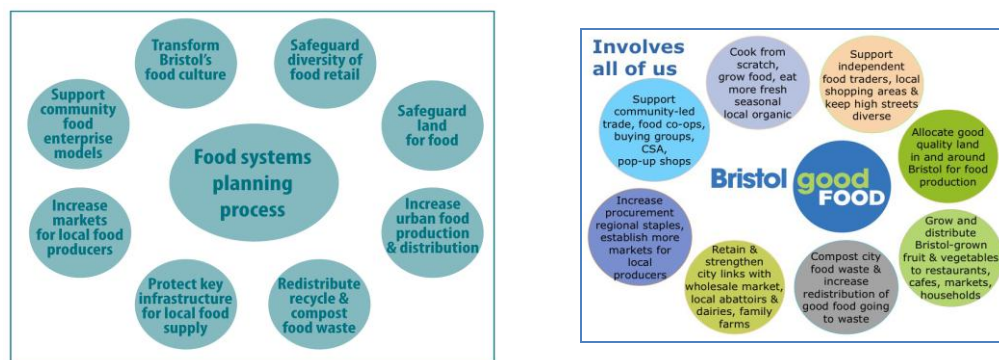 Transform
Bristol's
food culture
Safeguard
diversity of
food retail
Support
community
food
enterprise
models
Safeguard
land
for food
Food systems
planning
process
Increase
markets
for local food
producers
Increase
urban food
production
& distribution
Protect key
infrastructure
for local food
supply
Redistribute
recycle &
compost
food waste
Involves
all of us
Cook from
scratch,
grow food, eat
more fresh
seasonal
local organic
Support
independent
food traders, local
shopping areas &
keep high streets
diverse
Support
community-led
trade, food co-ops,
buying groups,
CSA,
pop-up shops
Allocate good
quality land
in and around
Bristol for food
production
Bristol good
FOOD
Increase
procurement
regional staples,
establish more
markets for
local
producers
Grow and
distribute
Bristol-grown
fruit & vegetables
to restaurants,
cafes, markets,
households
Retain &
strengthen
city links with
wholesale market,
local abattoirs &
dairies, family
farms
Compost city
food waste &
increase
redistribution of
good food going
to waste